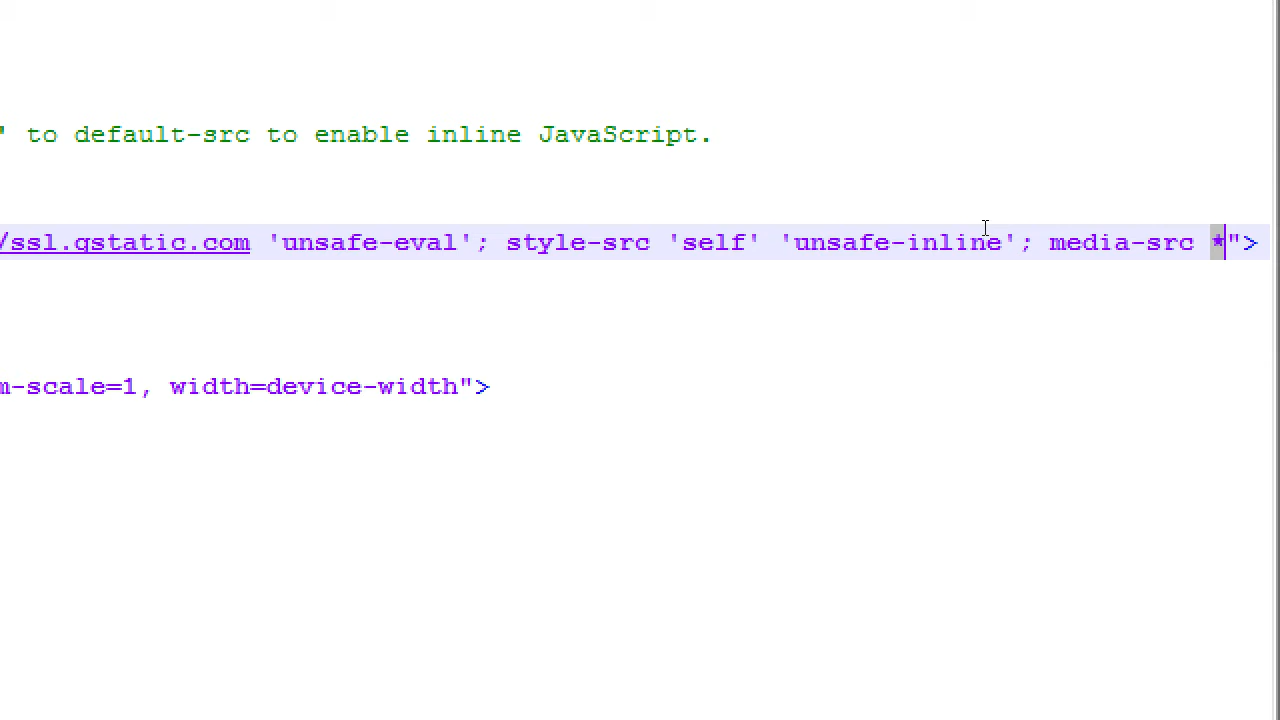 ' to default-src to enable inline JavaScript.
/ssl.gstatic.com 'unsafe-eval'; style-src 'self' 'unsafe-inline'; media-src *">
m-scale=1, width=device-width">